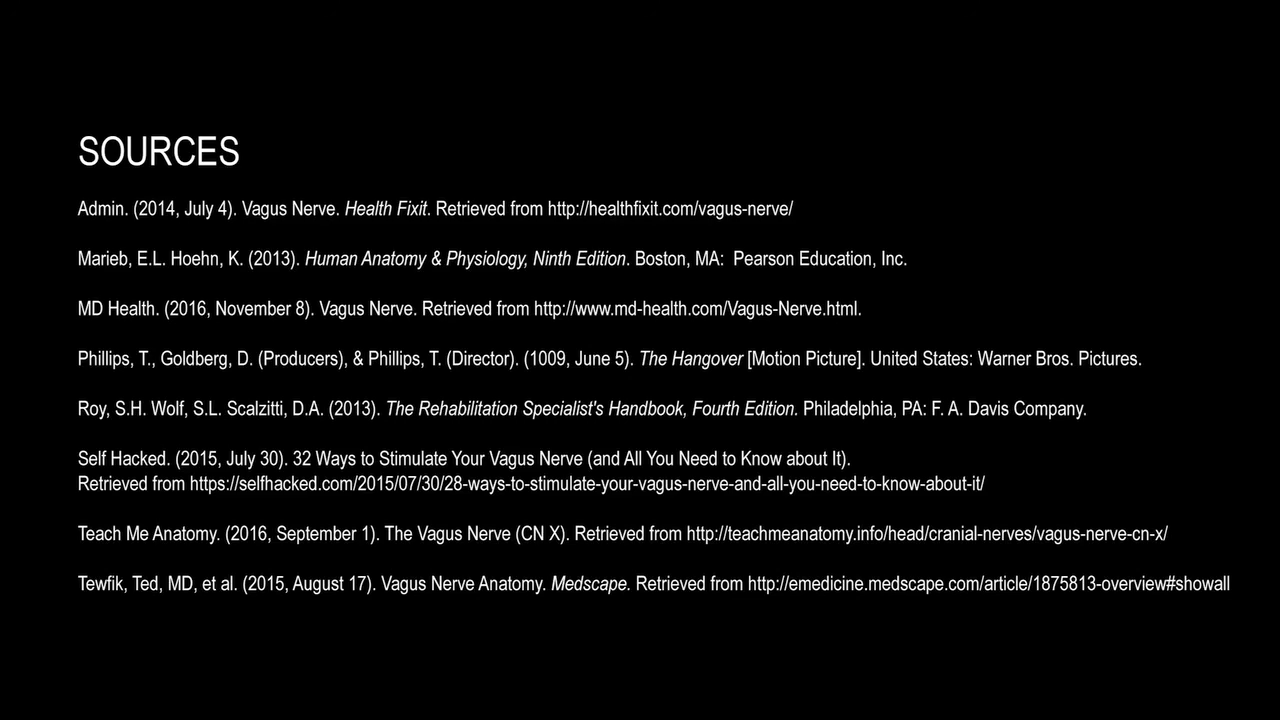 SOURCES
Admin. (2014, July 4). Vagus Nerve. Health Fixit. Retrieved from http://healthfixit.com/vagus-nerve/
Marieb, E.L. Hoehn, K. (2013). Human Anatomy & Physiology, Ninth Edition. Boston, MA:  Pearson Education, Inc.
MD Health. (2016, November 8). Vagus Nerve. Retrieved from http://www.md-health.com/Vagus-Nerve.html.
Phillips, T., Goldberg, D. (Producers), & Phillips, T. (Director). (1009, June 5). The Hangover [Motion Picture]. United States: Warner Bros. Pictures.
Roy, S.H. Wolf, S.L. Scalzitti, D.A. (2013). The Rehabilitation Specialist's Handbook, Fourth Edition. Philadelphia, PA: F. A. Davis Company.
Self Hacked. (2015, July 30). 32 Ways to Stimulate Your Vagus Nerve (and All You Need to Know about It).
Retrieved from https://selfhacked.com/2015/07/30/28-ways-to-stimulate-your-vagus-nerve-and-all-you-need-to-know-about-it/
Teach Me Anatomy. (2016, September 1). The Vagus Nerve (CN X). Retrieved from http://teachmeanatomy.info/head/cranial-nerves/vagus-nerve-cn-x/
Tewfik, Ted, MD, et al. (2015, August 17). Vagus Nerve Anatomy. Medscape. Retrieved from http://emedicine.medscape.com/article/1875813-overview#showall